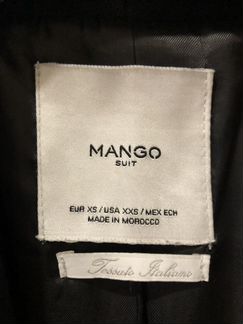 MANGO
SUIT
EUR XS / USA XXS / MEX ECH
MADE IN MOROCCO
Tessuto Italiano